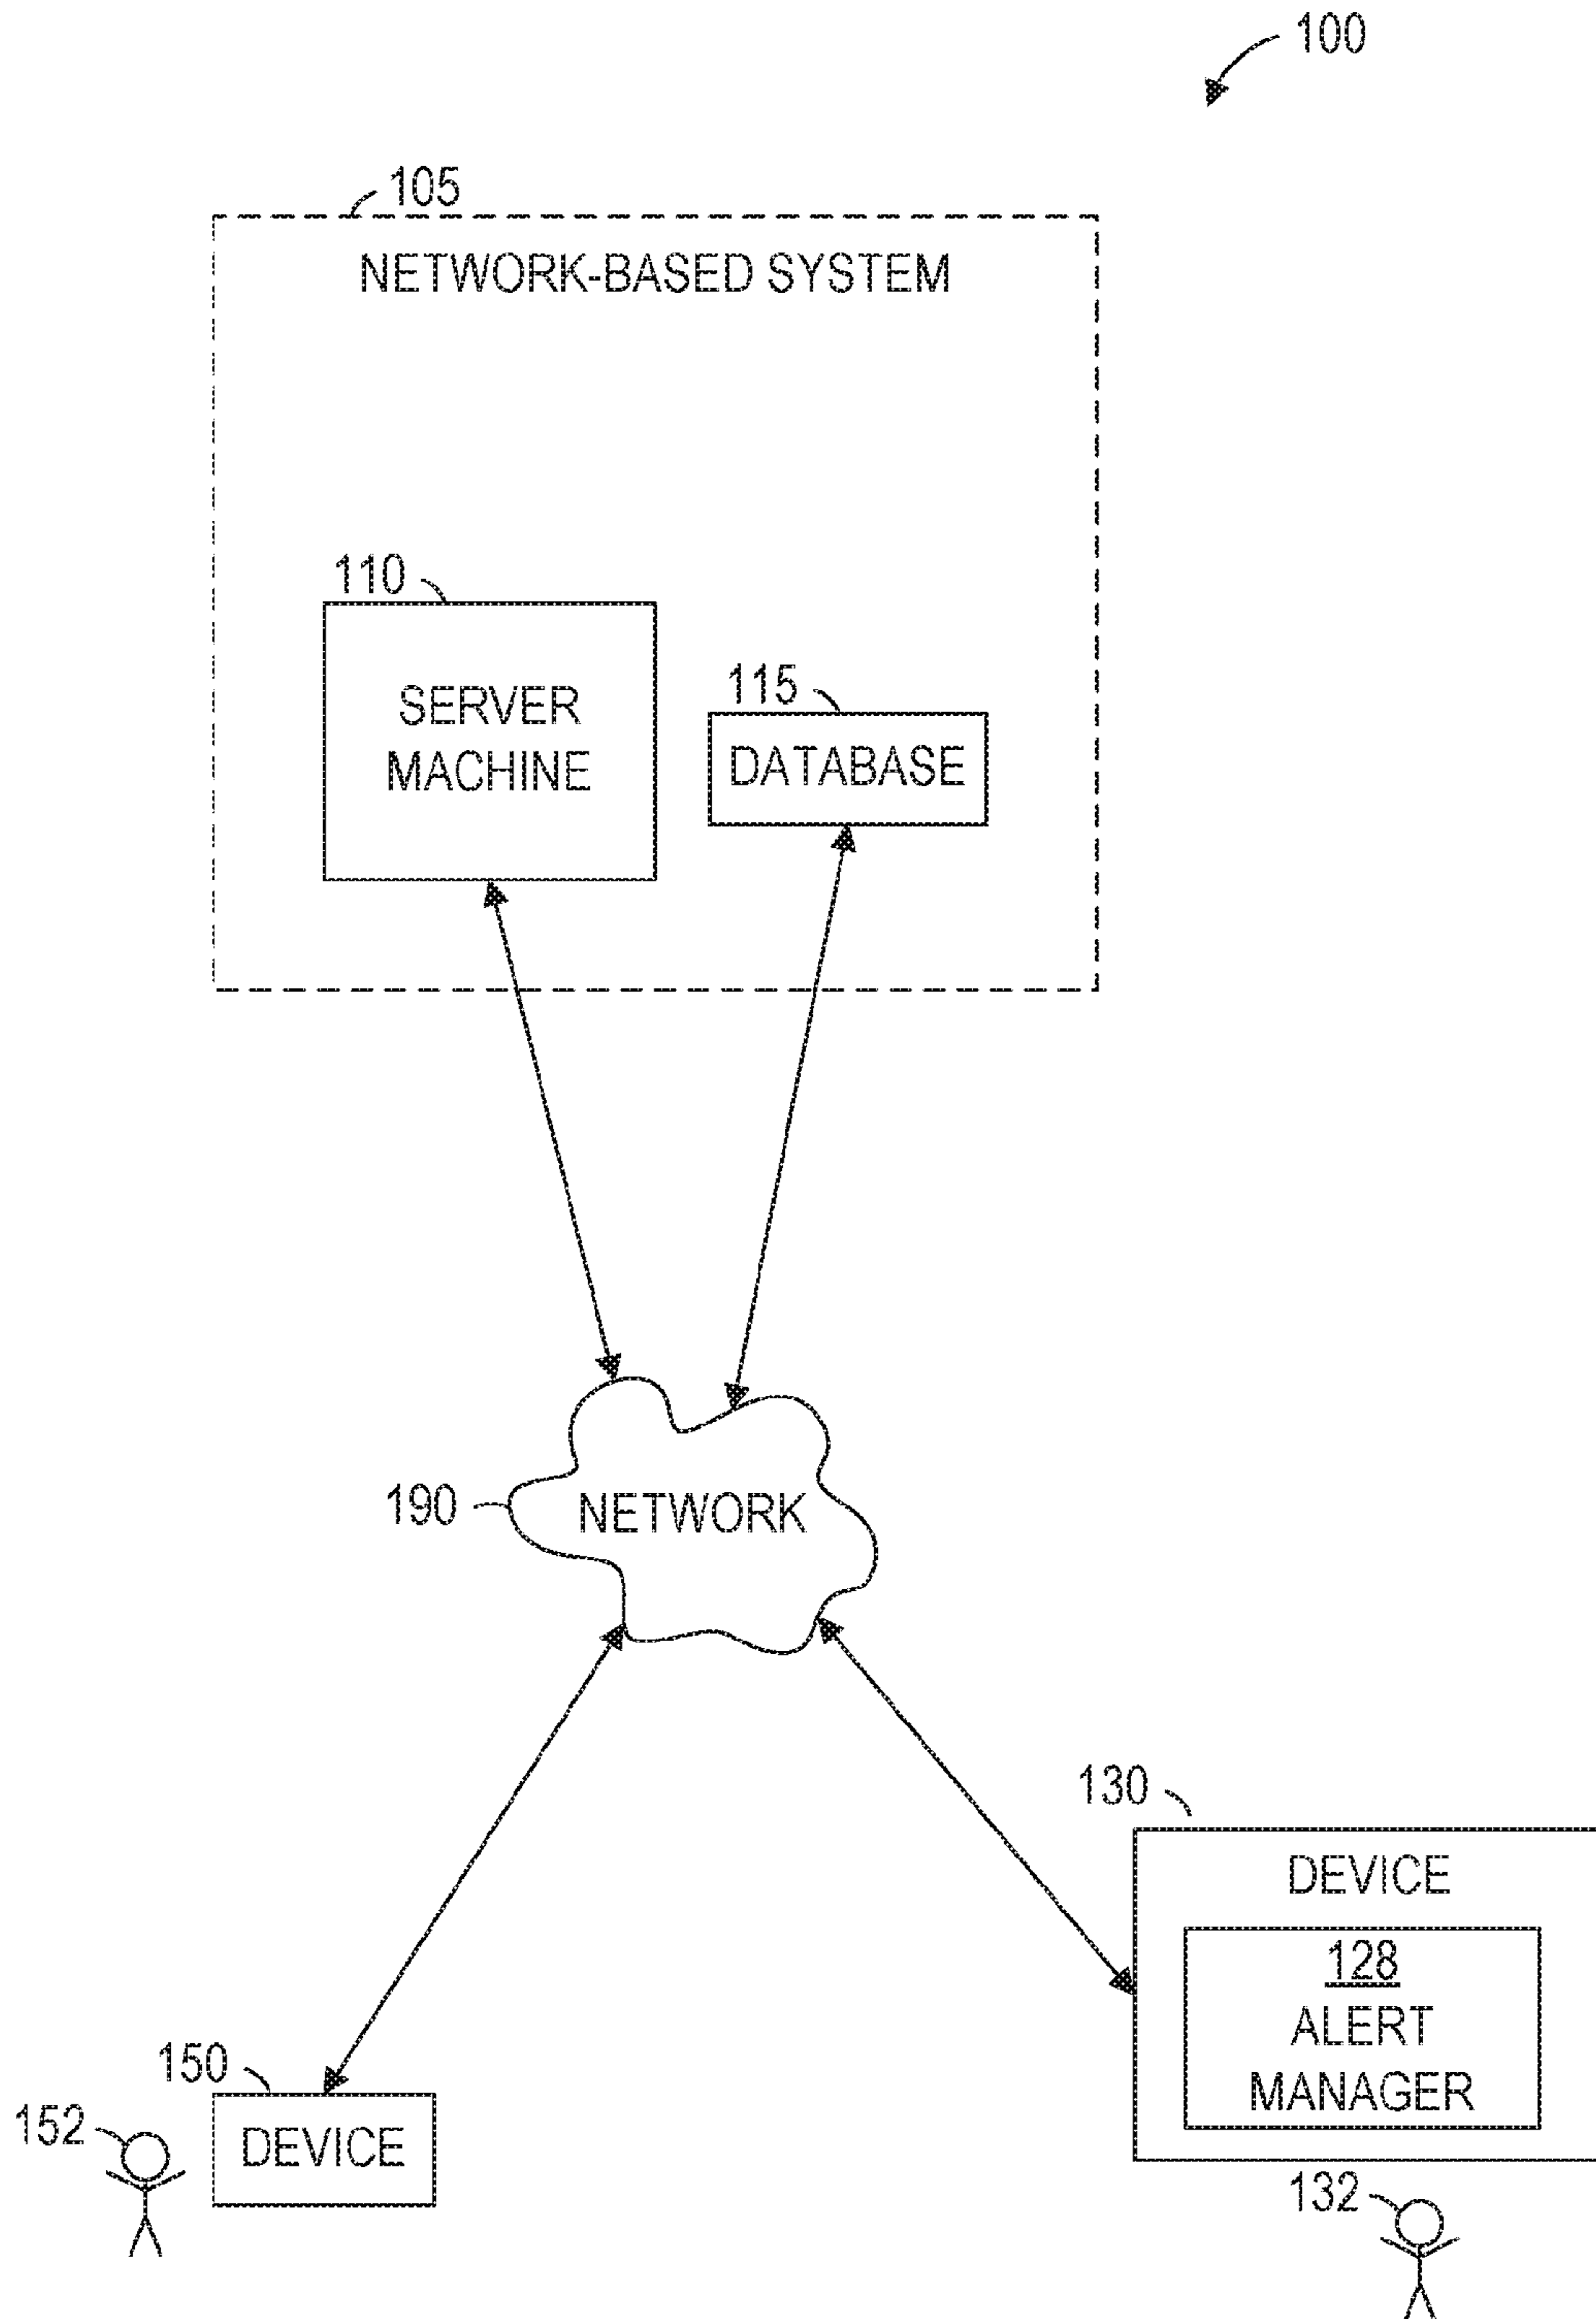 100
105
NETWORK-BASED SYSTEM
110
SERVER
MACHINE
115
DATABASE
190
NETWORK
130
DEVICE
128
ALERT
MANAGER
150
152
DEVICE
132